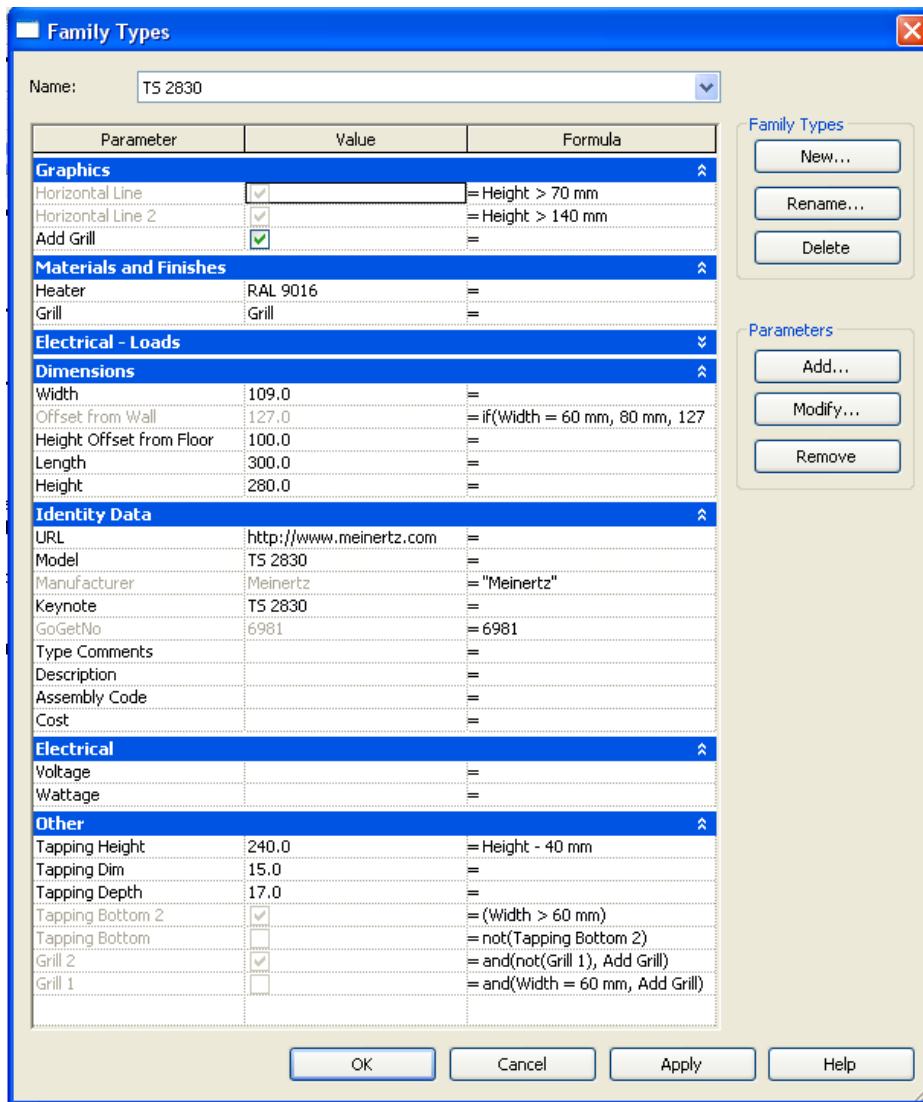 Family Types
Name: TS 2830
Parameter Value Formula
Graphics
Horizontal Line = Height > 70 mm
Horizontal Line 2 = Height > 140 mm
Add Grill =
Materials and Finishes
Heater RAL 9016 =
Grill Grill =
Electrical - Loads
Dimensions
Width 109.0 =
Offset from Wall 127.0 = if(Width = 60 mm, 80 mm, 127
Height Offset from Floor 100.0 =
Length 300.0 =
Height 280.0 =
Identity Data
URL http://www.meinertz.com =
Model TS 2830 =
Manufacturer Meinertz = "Meinertz"
Keynote TS 2830 =
GoGetNo 6981 = 6981
Type Comments =
Description =
Assembly Code =
Cost =
Electrical
Voltage =
Wattage =
Other
Tapping Height 240.0 = Height - 40 mm
Tapping Dim 15.0 =
Tapping Depth 17.0 =
Tapping Bottom 2 = (Width > 60 mm)
Tapping Bottom = not(Tapping Bottom 2)
Grill 2 = and(not(Grill 1), Add Grill)
Grill 1 = and(Width = 60 mm, Add Grill)
Family Types
New...
Rename...
Delete
Parameters
Add...
Modify...
Remove
OK Cancel Apply Help